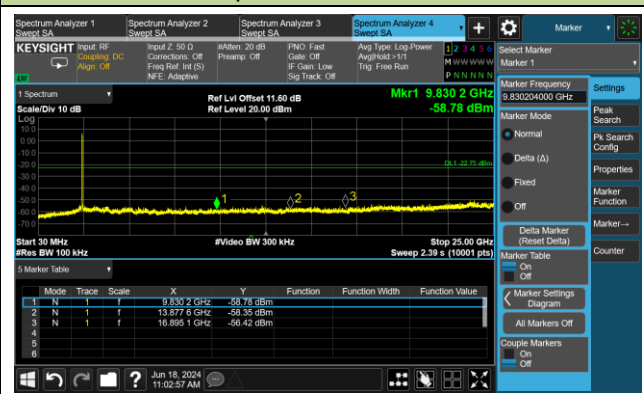 Spectrum Analyzer 1
Swept SA
Spectrum Analyzer 2
Swept SA
Spectrum Analyzer 3
Swept SA
Spectrum Analyzer 4
Swept SA
Marker
KEYSIGHT
Input: RF
Coupling: DC
Align: Off
Input Z: 50 Ω
Corrections: Off
Freq Ref: Int (S)
NFE: Adaptive
#Atten: 20 dB
Preamp: Off
PNO: Fast
Gate: Off
IF Gain: Low
Sig Track: Off
Avg Type: Log-Power
Avg|Hold:>1/1
Trig: Free Run
1 2 3 4 5 6
M W W W W W
P N N N N N
Select Marker
Marker 1
1 Spectrum
Scale/Div 10 dB
Ref Lvl Offset 11.60 dB
Ref Level 20.00 dBm
Mkr1 9.830 2 GHz
-58.78 dBm
Log
10.0
0.00
-10.0
-20.0
-30.0
-40.0
-50.0
-60.0
-70.0
DL1 -22.75 dBm
1
2
3
Start 30 MHz
#Res BW 100 kHz
#Video BW 300 kHz
Stop 25.00 GHz
Sweep 2.39 s (10001 pts)
5 Marker Table
Mode Trace Scale X Y Function Function Width Function Value
1 N 1 f 9.830 2 GHz -58.78 dBm
2 N 1 f 13.877 6 GHz -58.35 dBm
3 N 1 f 16.895 1 GHz -56.42 dBm
4
5
6
Jun 18, 2024
11:02:57 AM
Marker Frequency
9.830204000 GHz
Marker Mode
Normal
Delta (Δ)
Fixed
Off
Delta Marker
(Reset Delta)
Marker Table
On
Off
Marker Settings
Diagram
All Markers Off
Couple Markers
On
Off
Settings
Peak
Search
Pk Search
Config
Properties
Marker
Function
Marker→
Counter